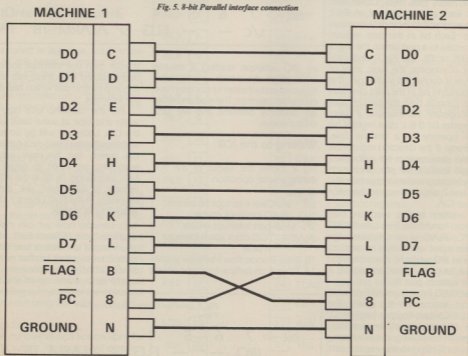 Fig. 5. 8-bit Parallel interface connection
MACHINE 1 MACHINE 2
D0 C C D0
D1 D D D1
D2 E E D2
D3 F F D3
D4 H H D4
D5 J J D5
D6 K K D6
D7 L L D7
FLAG B B FLAG
PC 8 8 PC
GROUND N N GROUND